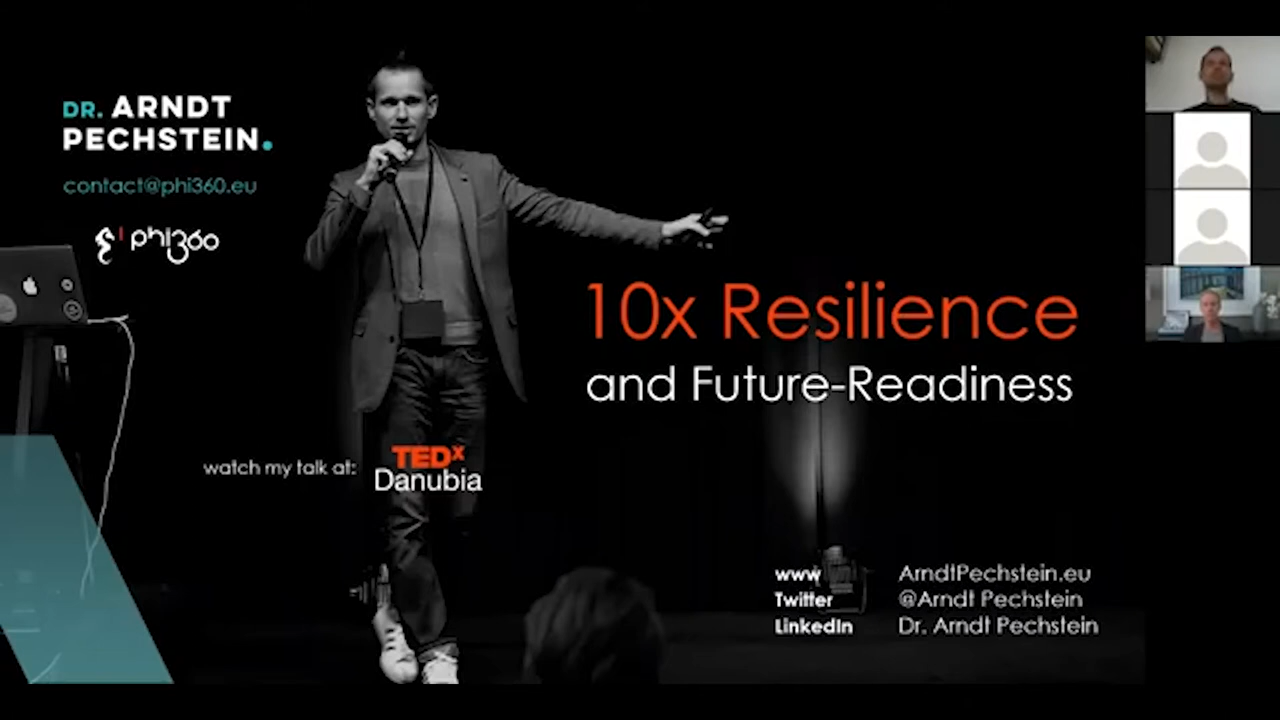 DR. ARNDT
PECHSTEIN.
contact@phi360.eu
phi360
10x Resilience
and Future-Readiness
watch my talk at:
TEDx
Danubia
www ArndtPechstein.eu
Twitter @Arndt Pechstein
LinkedIn Dr. Arndt Pechstein